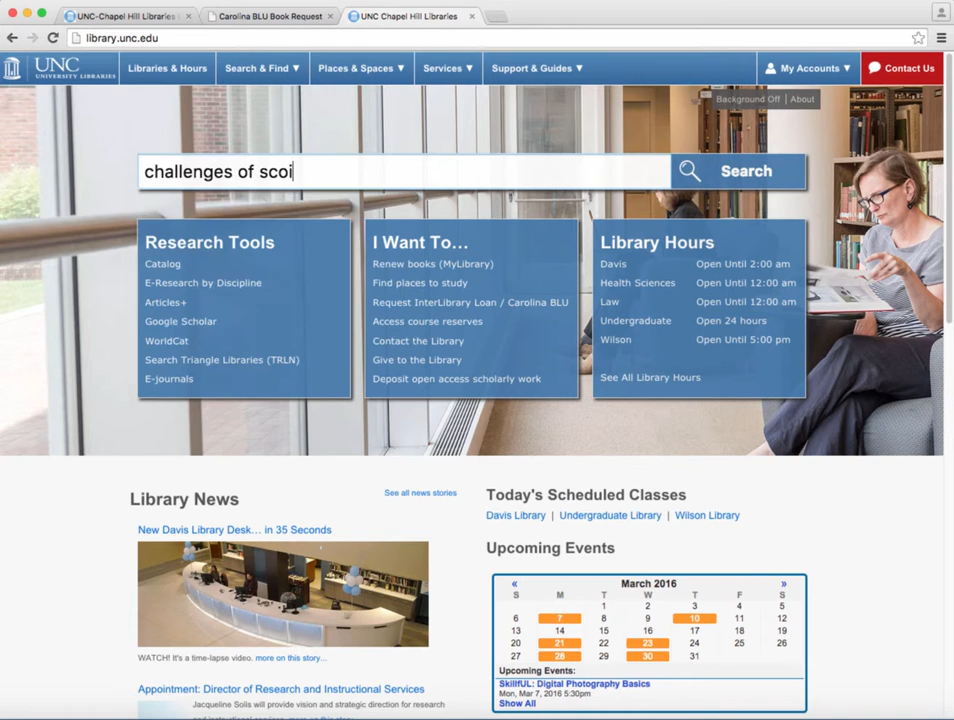 UNC-Chapel Hill Libraries
Carolina BLU Book Request
UNC Chapel Hill Libraries
library.unc.edu
UNC
UNIVERSITY LIBRARIES
Libraries & Hours
Search & Find ▼
Places & Spaces ▼
Services ▼
Support & Guides ▼
My Accounts ▼
Contact Us
Background Off | About
challenges of scoi
Search
Research Tools
Catalog
E-Research by Discipline
Articles+
Google Scholar
WorldCat
Search Triangle Libraries (TRLN)
E-journals
I Want To...
Renew books (MyLibrary)
Find places to study
Request InterLibrary Loan / Carolina BLU
Access course reserves
Contact the Library
Give to the Library
Deposit open access scholarly work
Library Hours
Davis Open Until 2:00 am
Health Sciences Open Until 12:00 am
Law Open Until 12:00 am
Undergraduate Open 24 hours
Wilson Open Until 5:00 pm
See All Library Hours
Library News
See all news stories
New Davis Library Desk... in 35 Seconds
WATCH! It's a time-lapse video. more on this story...
Appointment: Director of Research and Instructional Services
Jacqueline Solis will provide vision and strategic direction for research
and instructional services. more on this story...
Today's Scheduled Classes
Davis Library | Undergraduate Library | Wilson Library
Upcoming Events
« March 2016 »
S M T W T F S
1 2 3 4 5
6 7 8 9 10 11 12
13 14 15 16 17 18 19
20 21 22 23 24 25 26
27 28 29 30 31
Upcoming Events:
SkillfUL: Digital Photography Basics
Mon, Mar 7, 2016 5:30pm
Show All